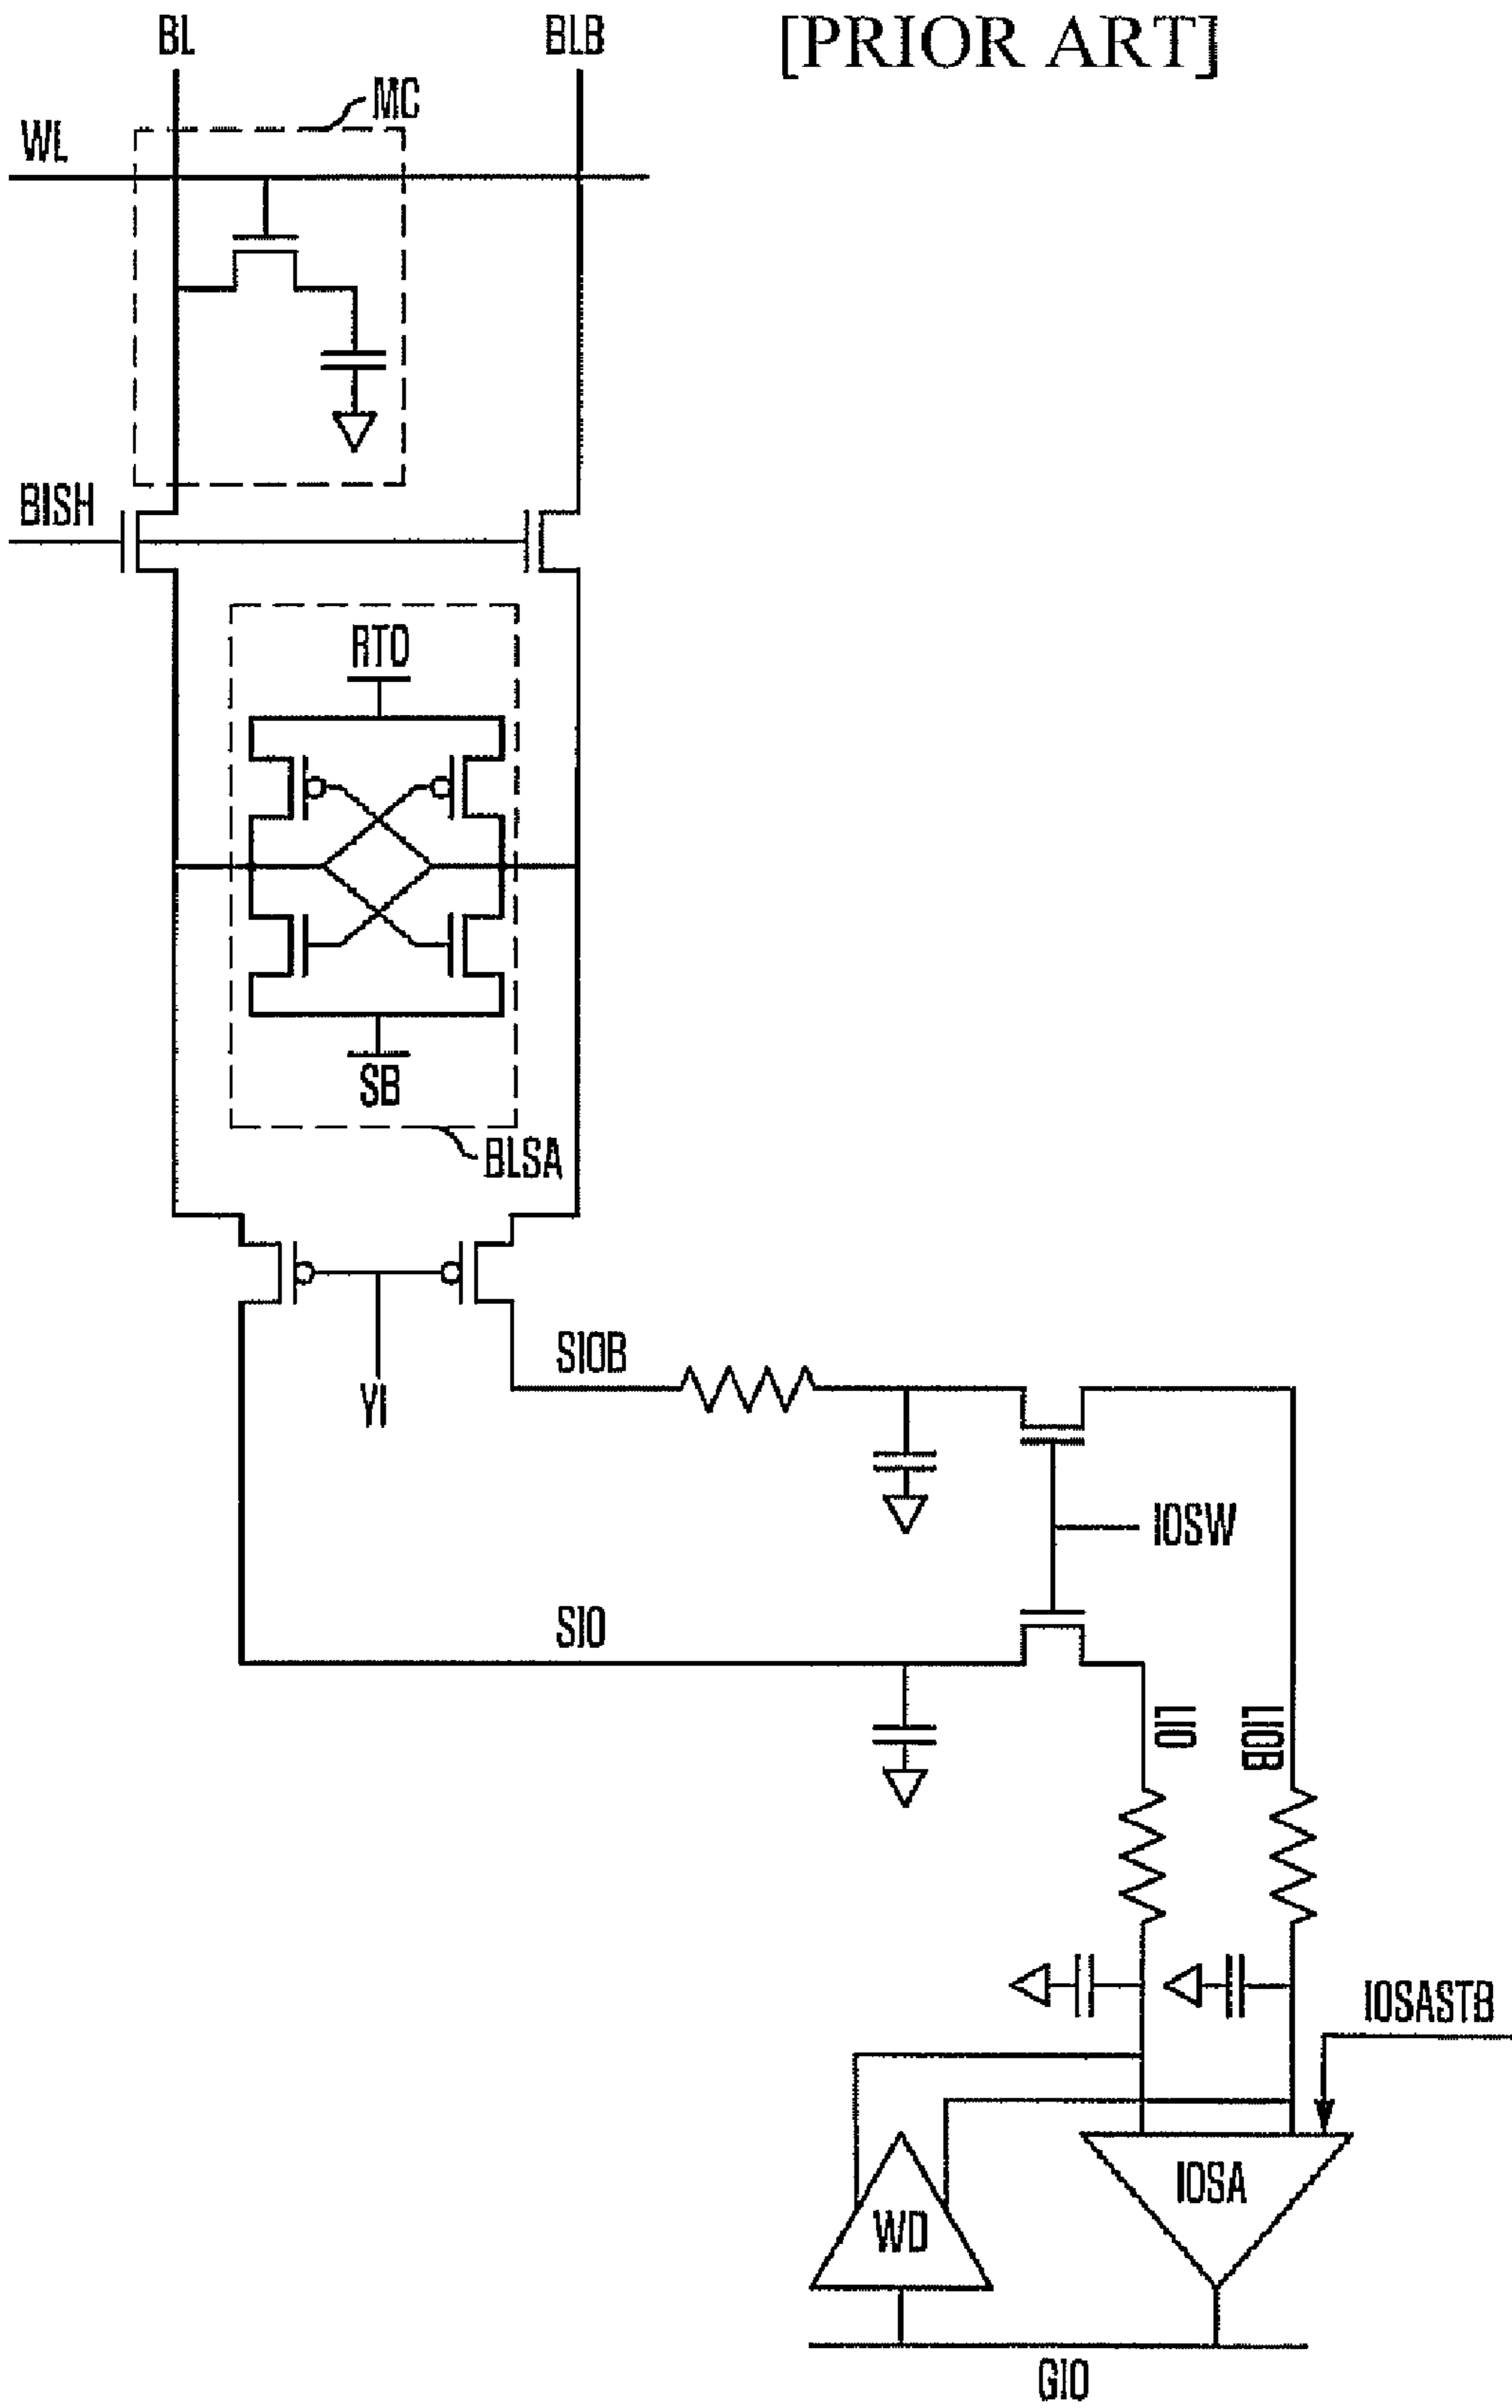 BL
BLB
[PRIOR ART]
MC
WL
BISH
RTO
SB
BLSA
YI
SIOB
IOSW
SIO
LIO
LIOB
IOSASTB
IOSA
WD
GIO